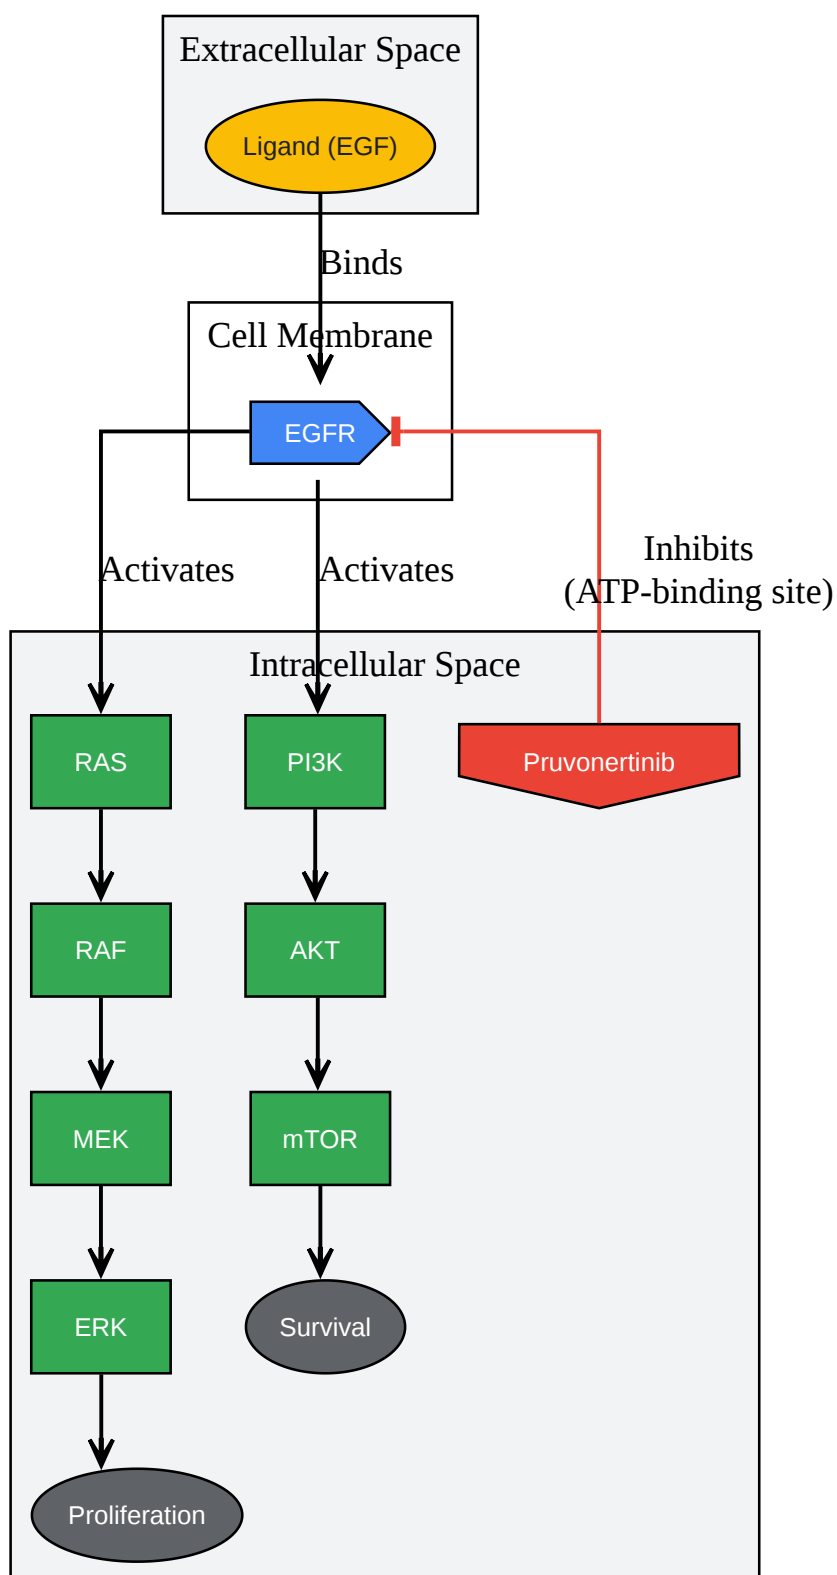 Extracellular Space
Ligand (EGF)
Binds
Cell Membrane
EGFR
Activates
Activates
Inhibits
(ATP-binding site)
Intracellular Space
RAS
PI3K
Pruvonertinib
RAF
AKT
MEK
mTOR
ERK
Survival
Proliferation